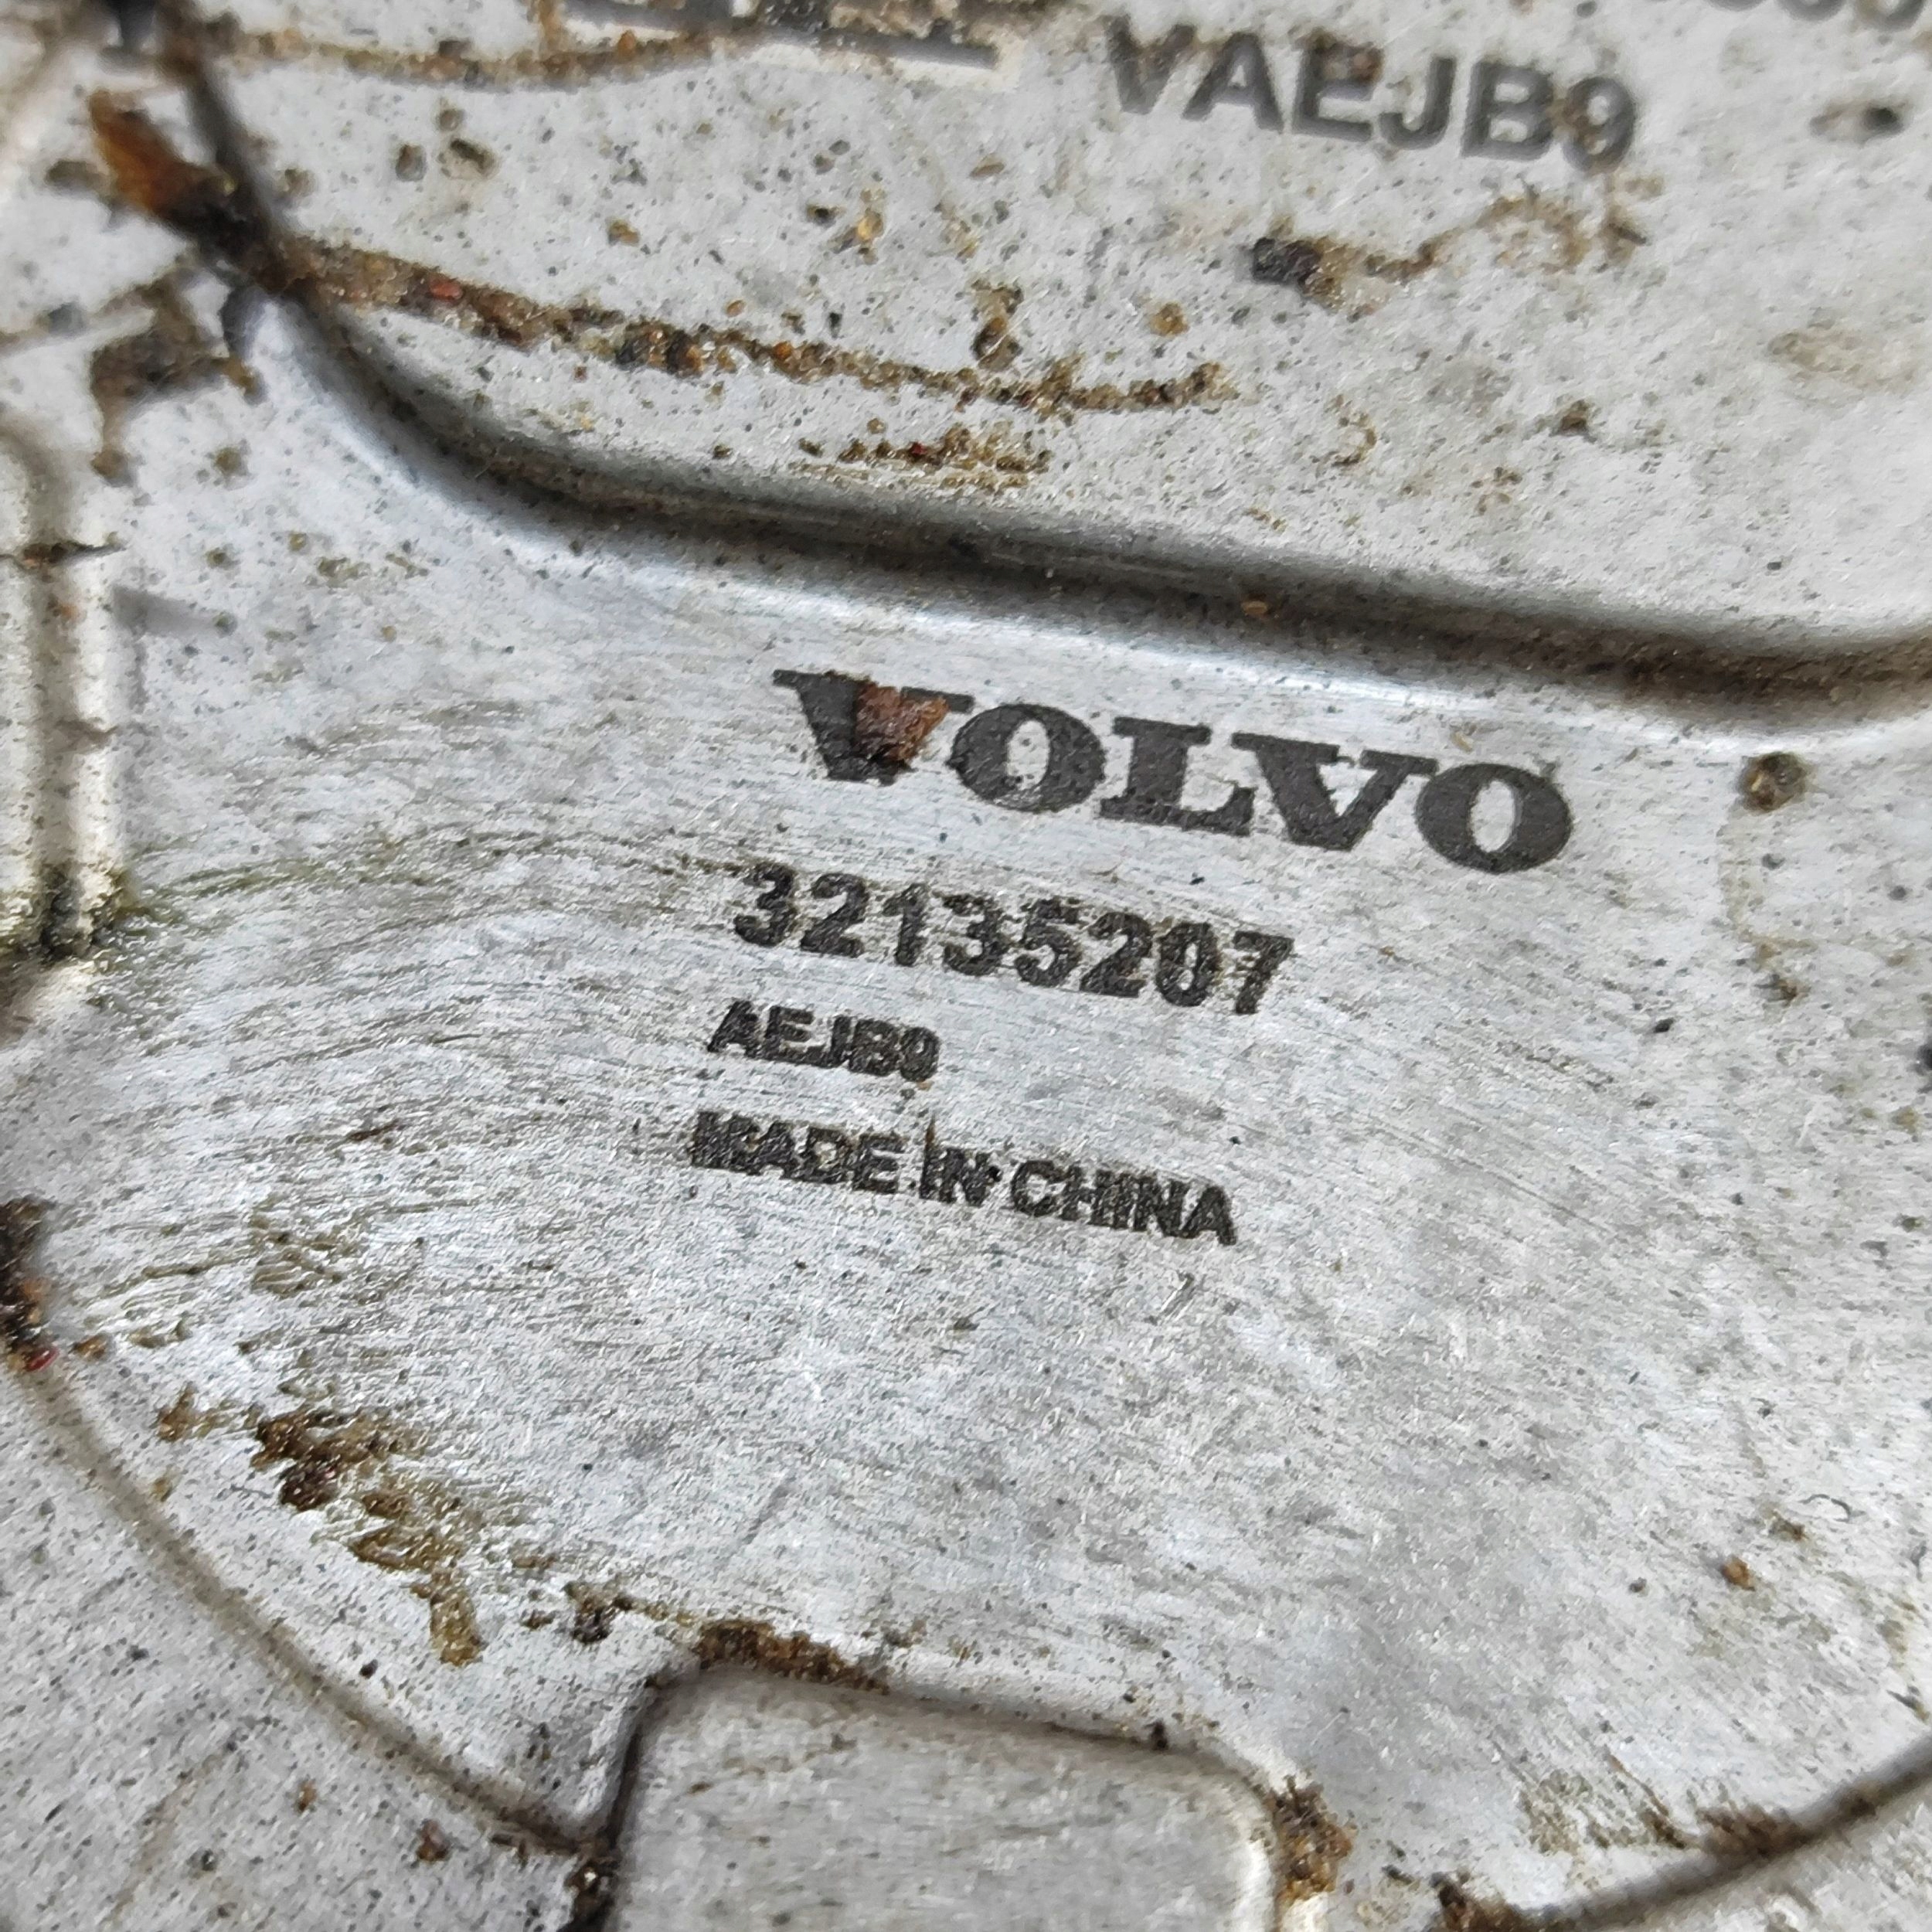 VAEJB9
VOLVO
32135207
AEJB9
MADE IN CHINA